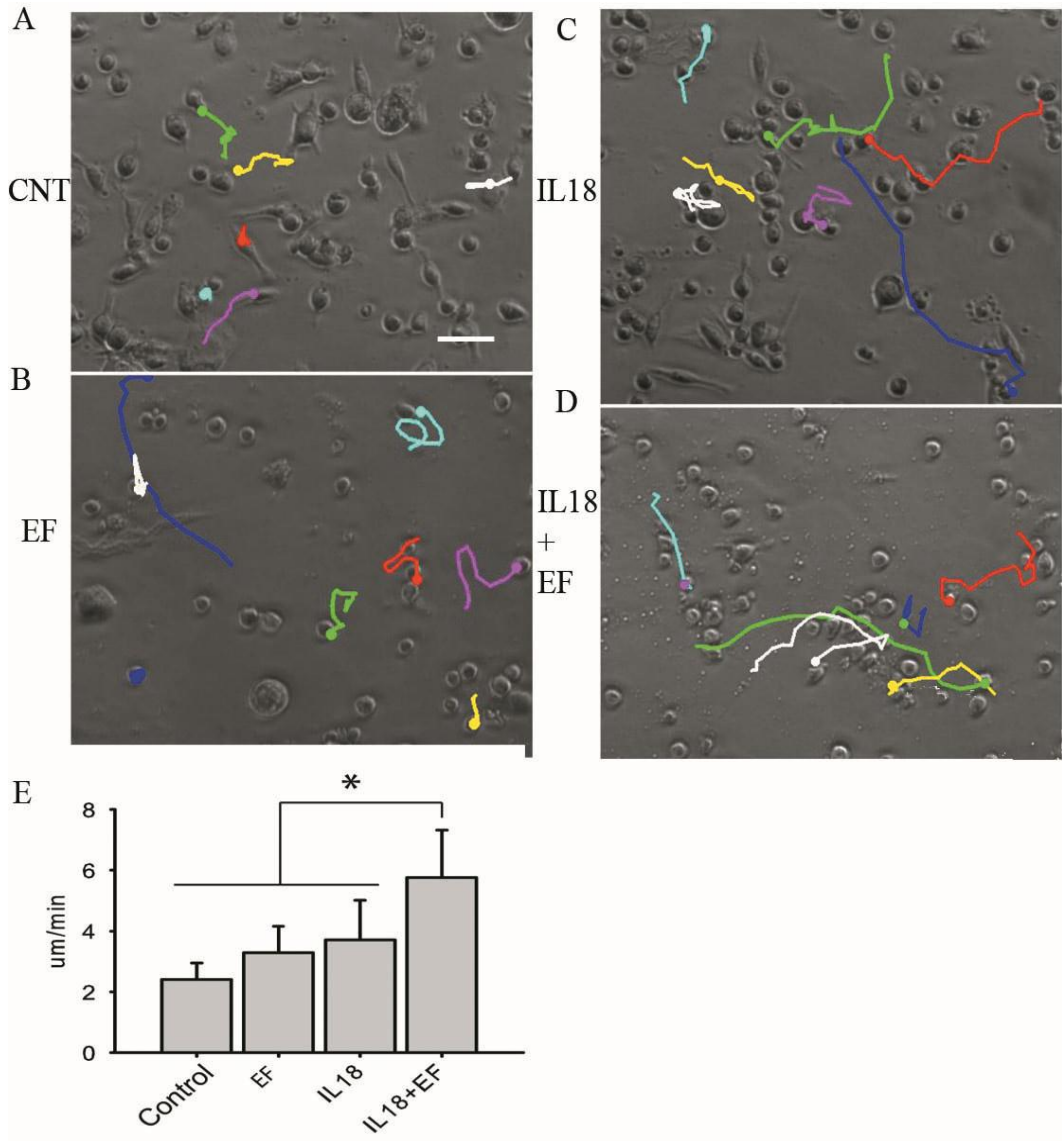 A
CNT
B
EF
C
IL18
D
IL18
+
EF
E
*
8
6
4
2
0
um/min
Control
EF
IL18
IL18+EF